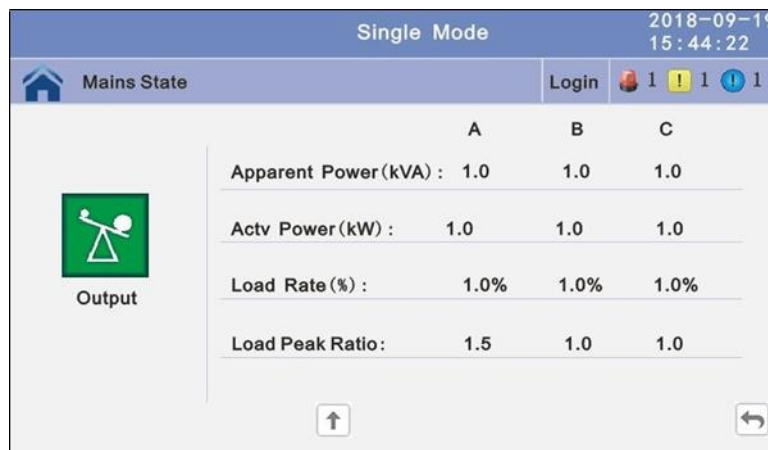 Single Mode
2018-09-19
15:44:22
Mains State
Login
1
! 1
! 1
A B C
Apparent Power(kVA): 1.0 1.0 1.0
Actv Power(kW): 1.0 1.0 1.0
Load Rate(%): 1.0% 1.0% 1.0%
Output
Load Peak Ratio: 1.5 1.0 1.0